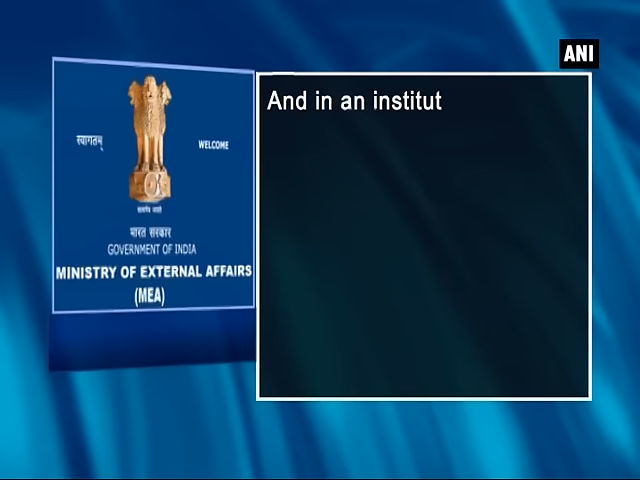 ANI
And in an institut
स्वागतम्
WELCOME
सत्यमेव जयते
भारत सरकार
GOVERNMENT OF INDIA
MINISTRY OF EXTERNAL AFFAIRS
(MEA)